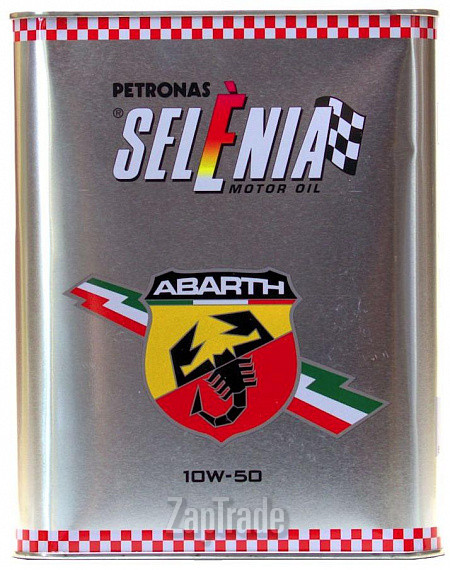 PETRONAS
® SELÈNIA
MOTOR OIL
ABARTH
10W-50
ZapTrade